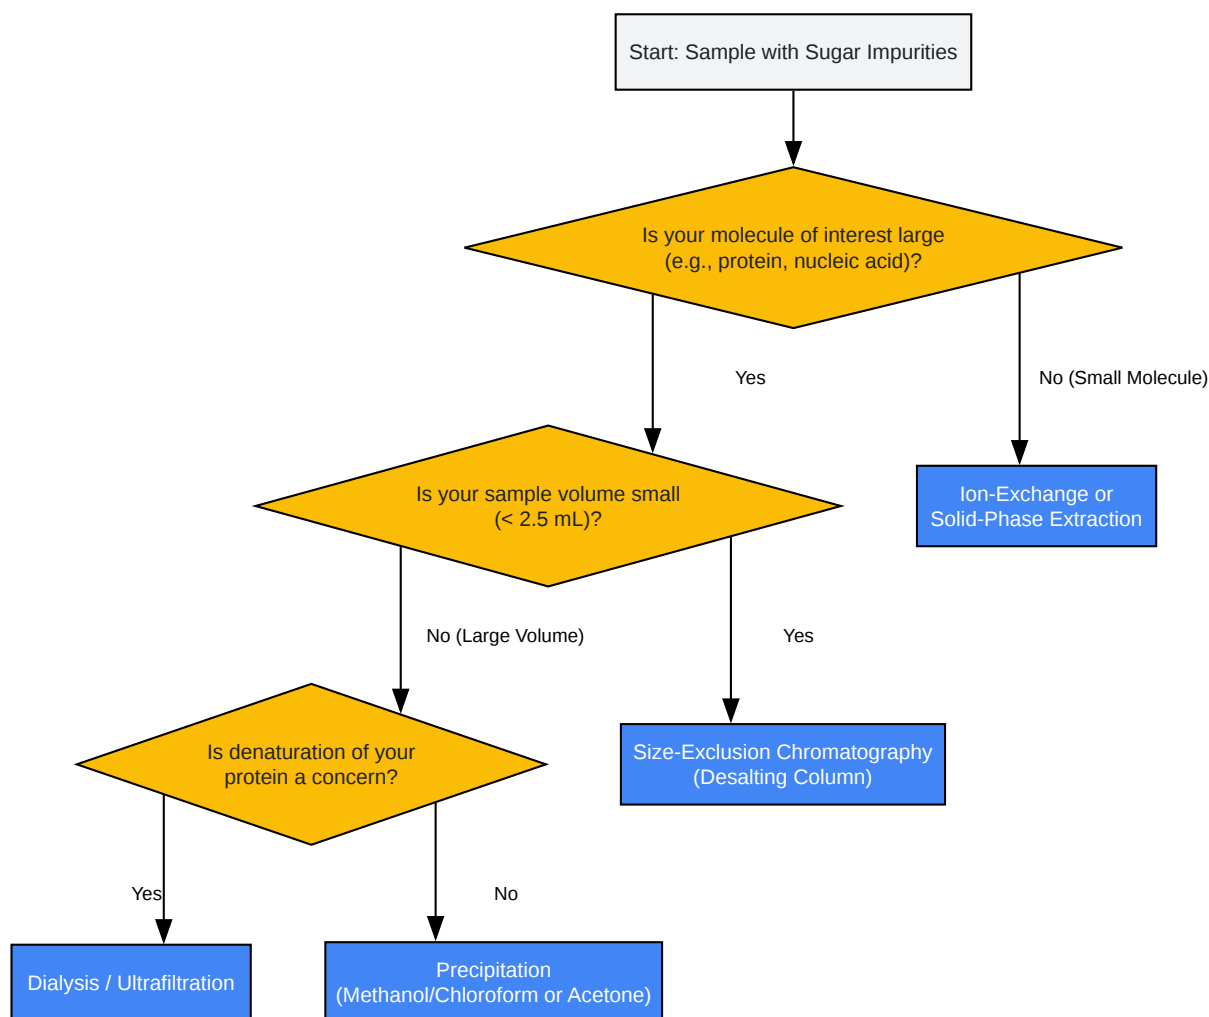 Start: Sample with Sugar Impurities
Is your molecule of interest large
(e.g., protein, nucleic acid)?
Yes
No (Small Molecule)
Is your sample volume small
(< 2.5 mL)?
Ion-Exchange or
Solid-Phase Extraction
No (Large Volume)
Yes
Is denaturation of your
protein a concern?
Size-Exclusion Chromatography
(Desalting Column)
Yes
No
Dialysis / Ultrafiltration
Precipitation
(Methanol/Chloroform or Acetone)